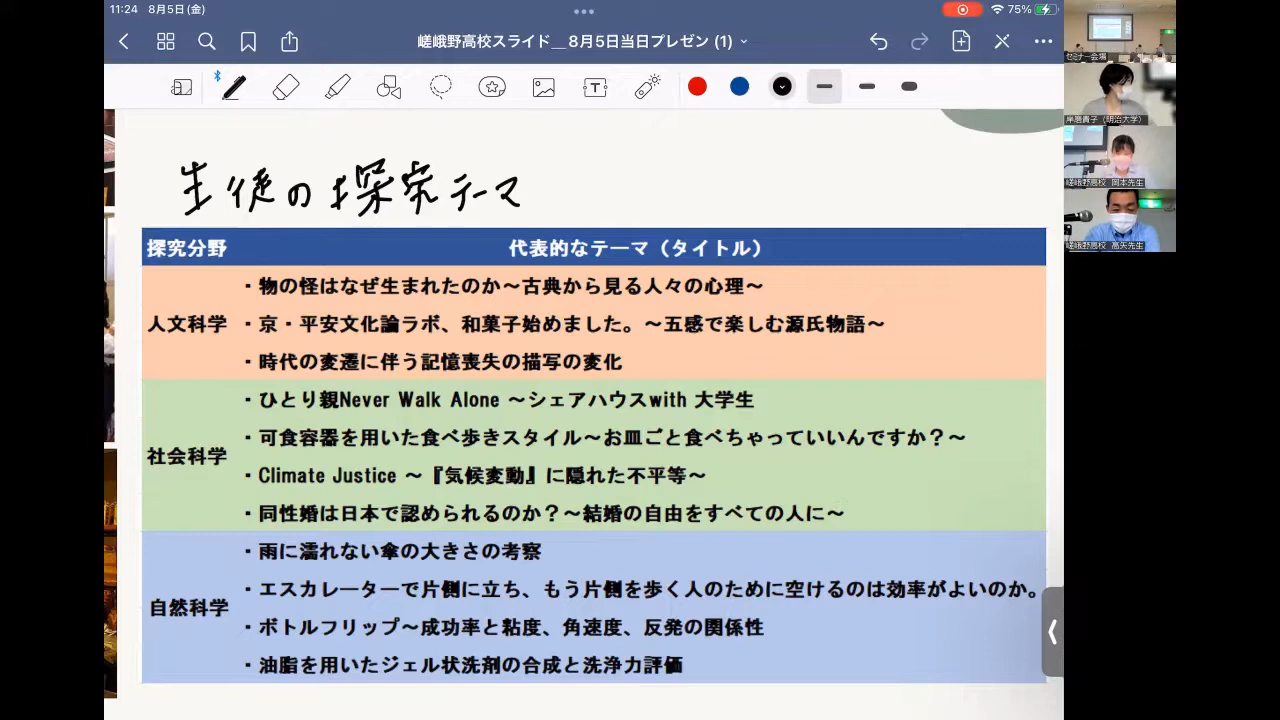 11:24 8月5日(金)
75%
嵯峨野高校スライド__8月5日当日プレゼン (1)
生徒の探究テーマ
探究分野 代表的なテーマ（タイトル）
人文科学
・物の怪はなぜ生まれたのか～古典から見る人々の心理～
・京・平安文化論ラボ、和菓子始めました。～五感で楽しむ源氏物語～
・時代の変遷に伴う記憶喪失の描写の変化
社会科学
・ひとり親Never Walk Alone ～シェアハウスwith 大学生
・可食容器を用いた食べ歩きスタイル～お皿ごと食べちゃっていいんですか？～
・Climate Justice ～『気候変動』に隠れた不平等～
・同性婚は日本で認められるのか？～結婚の自由をすべての人に～
自然科学
・雨に濡れない傘の大きさの考察
・エスカレーターで片側に立ち、もう片側を歩く人のために空けるのは効率がよいのか。
・ボトルフリップ～成功率と粘度、角速度、反発の関係性
・油脂を用いたジェル状洗剤の合成と洗浄力評価
セミナー会場
岸磨貴子（明治大学）
嵯峨野高校 岡本先生
嵯峨野高校 高矢先生